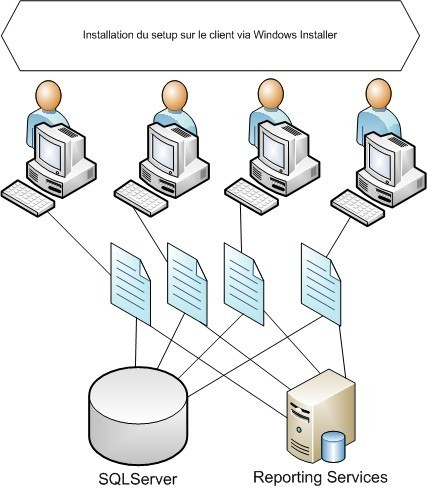 Installation du setup sur le client via Windows Installer
SQLServer
Reporting Services